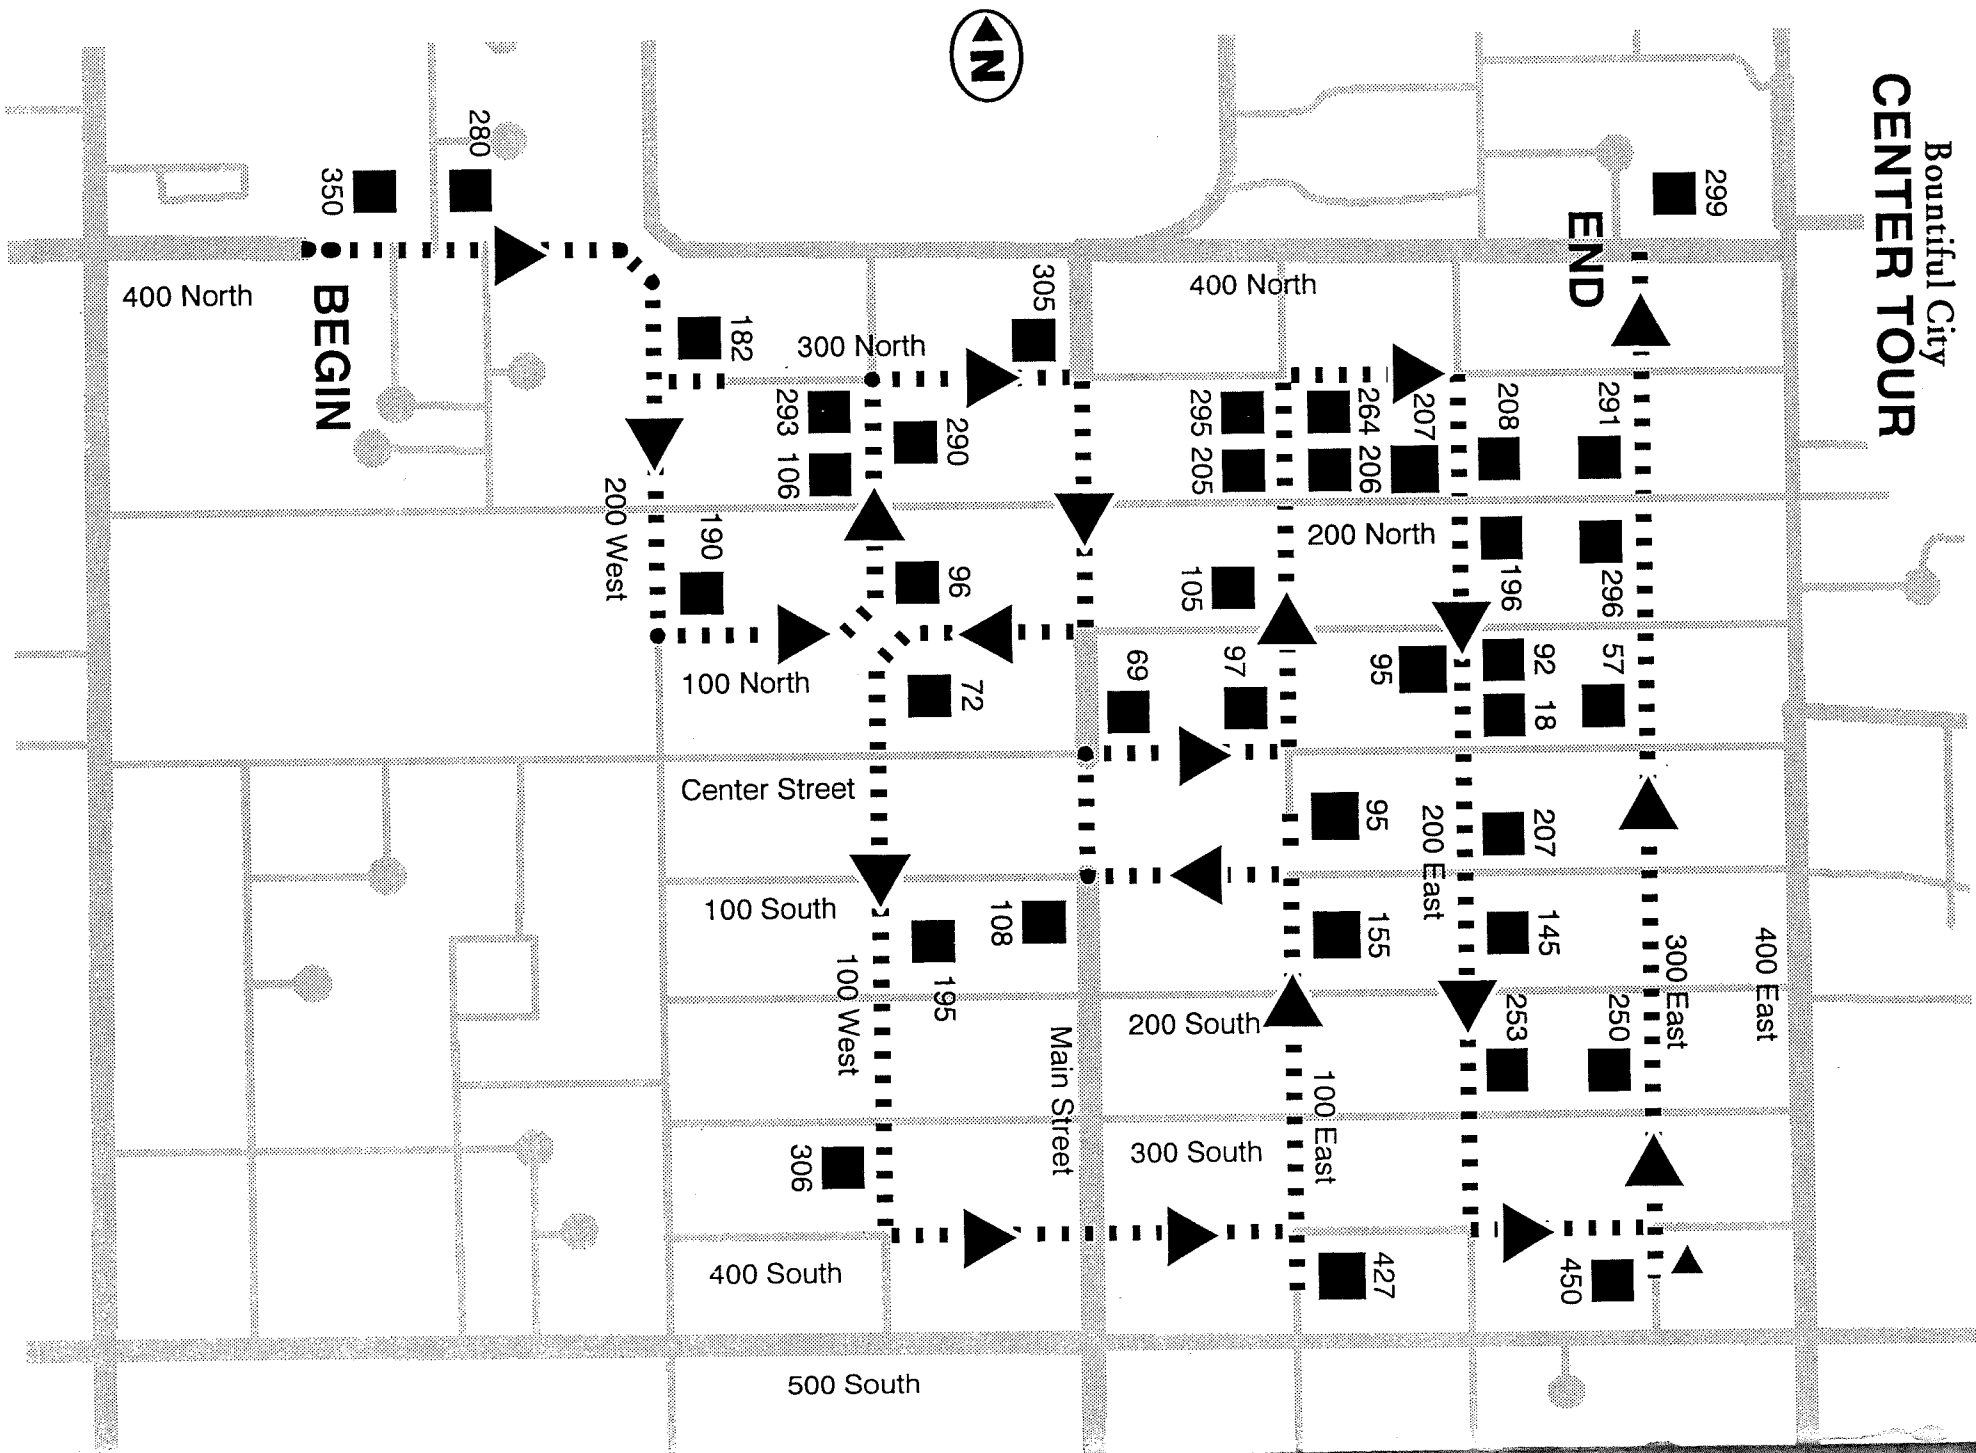 Bountiful City
CENTER TOUR
N
280
350
299
END
400 North
BEGIN
305
400 North
182
300 North
293
290
295
264
207
208
291
106
205
206
200 West
190
200 North
96
105
196
296
100 North
72
69
97
95
92
57
18
Center Street
95
200 East
207
100 South
108
155
145
300 East
400 East
100 West
195
200 South
253
250
Main Street
100 East
306
300 South
400 South
427
450
500 South